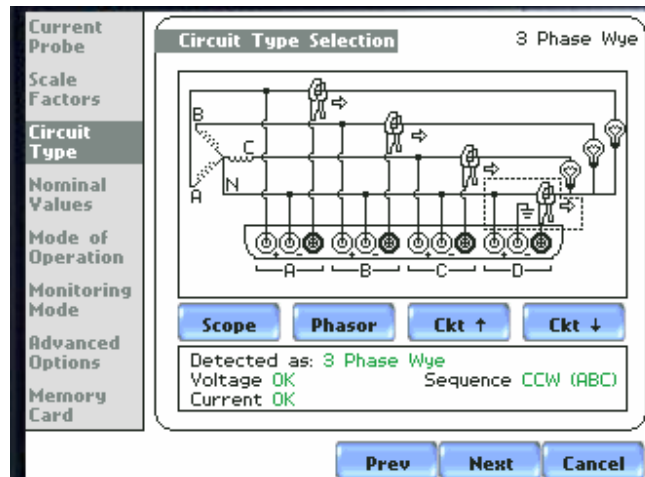 Current
Probe
Scale
Factors
Circuit
Type
Nominal
Values
Mode of
Operation
Monitoring
Mode
Advanced
Options
Memory
Card
Circuit Type Selection
3 Phase Wye
B
C
A
N
+ - + - + - + -
A B C D
Scope
Phasor
Ckt ↑
Ckt ↓
Detected as: 3 Phase Wye
Voltage OK
Sequence CCW (ABC)
Current OK
Prev
Next
Cancel